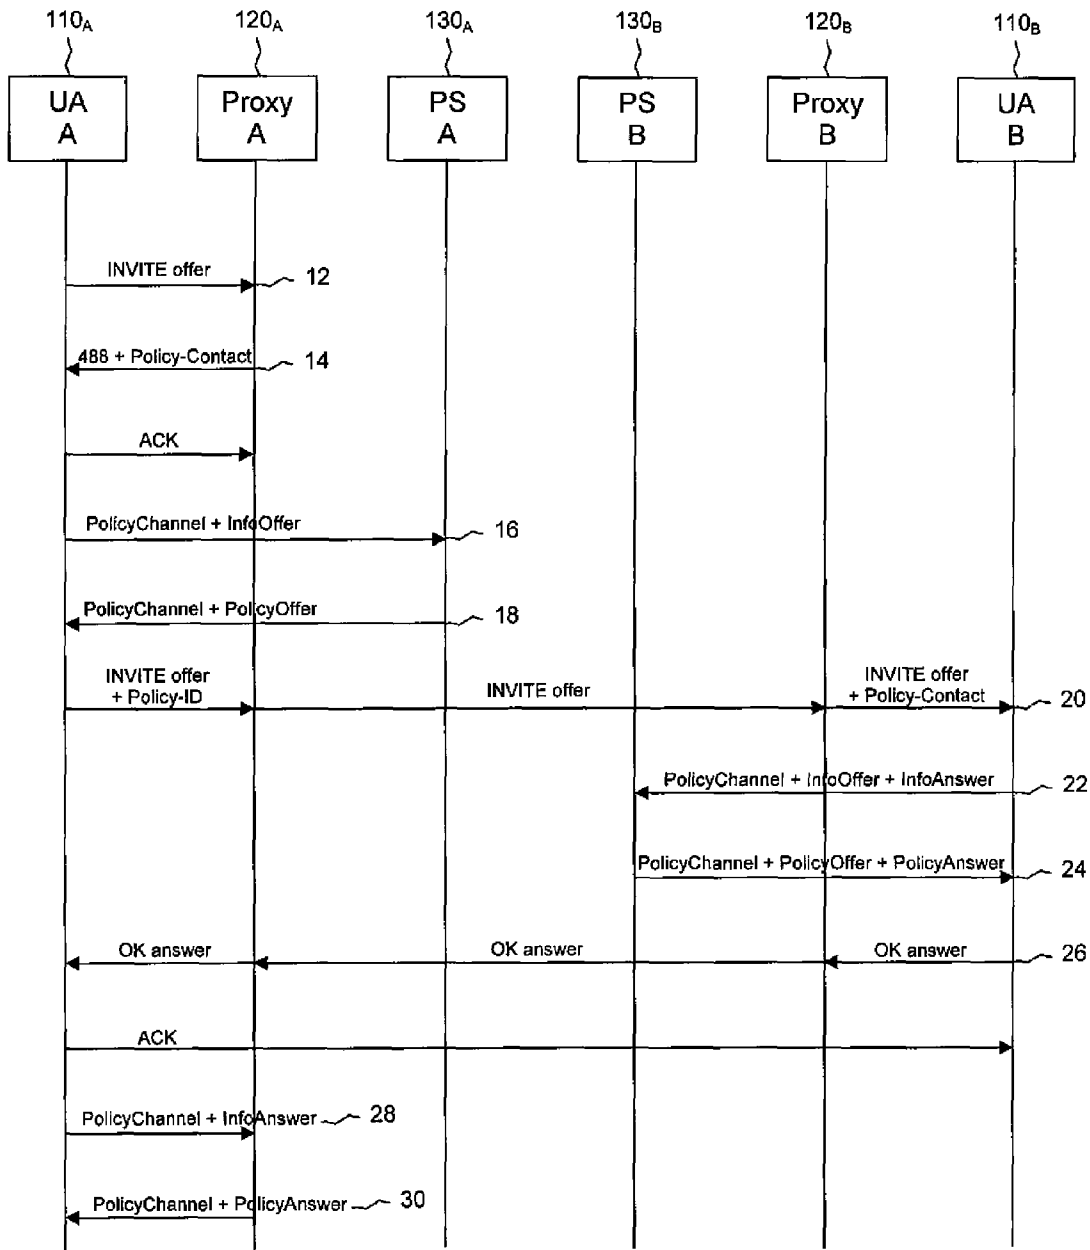 110A 120A 130A 130B 120B 110B
UA Proxy PS PS Proxy UA
A A A B B B
INVITE offer 12
488 + Policy-Contact 14
ACK
PolicyChannel + InfoOffer 16
PolicyChannel + PolicyOffer 18
INVITE offer
+ Policy-ID
INVITE offer
INVITE offer
+ Policy-Contact
20
PolicyChannel + InfoOffer + InfoAnswer 22
PolicyChannel + PolicyOffer + PolicyAnswer 24
OK answer OK answer OK answer 26
ACK
PolicyChannel + InfoAnswer 28
PolicyChannel + PolicyAnswer 30